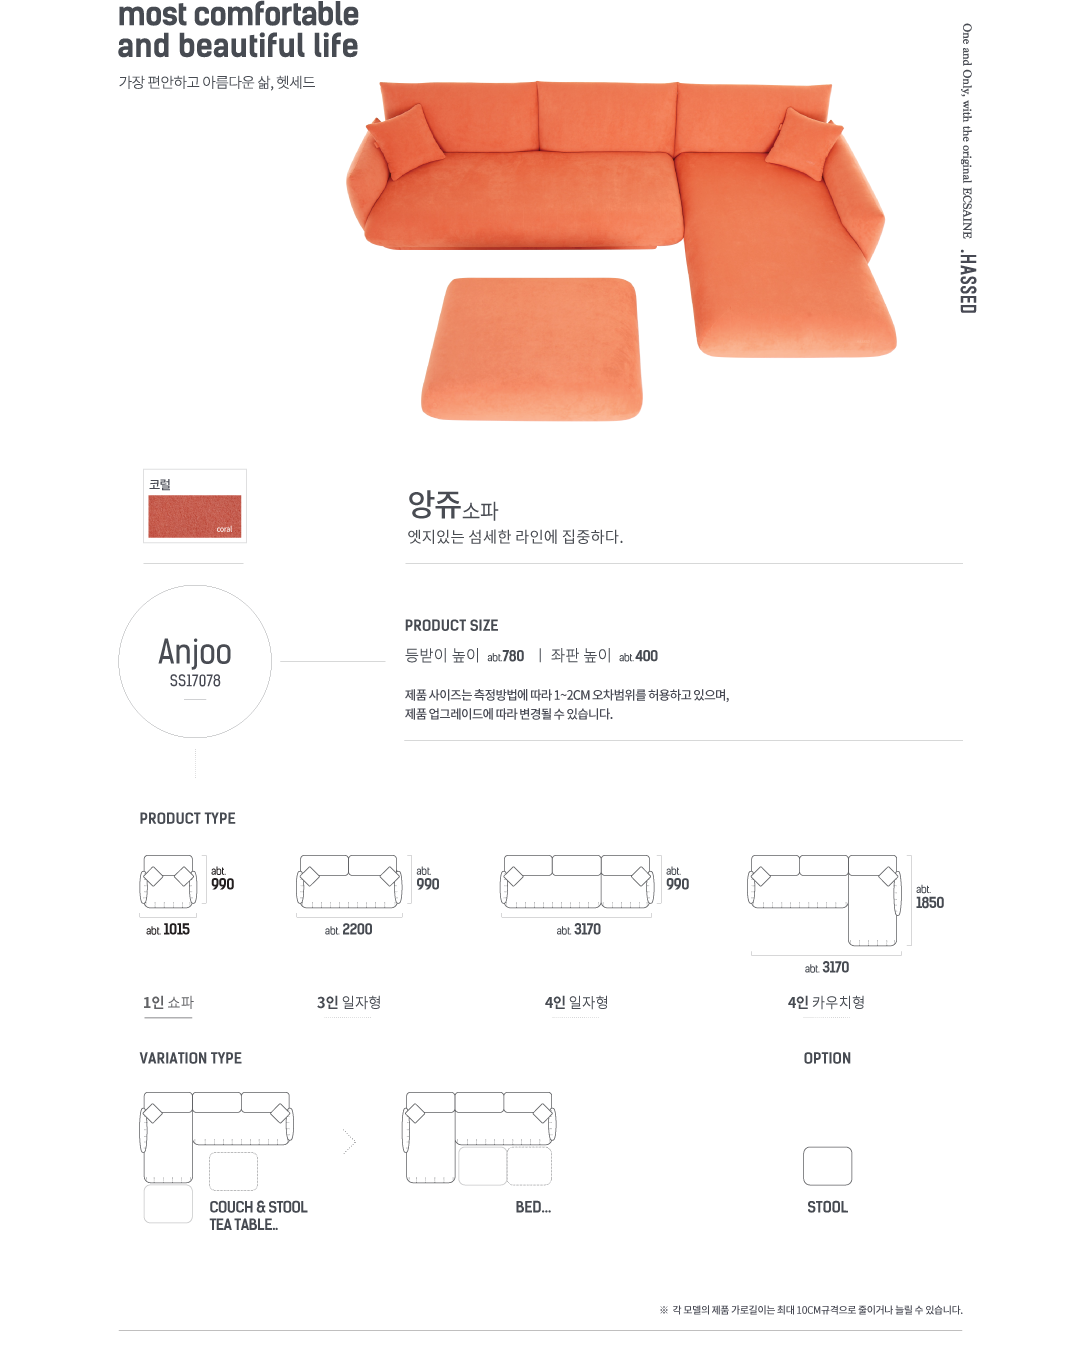 most comfortable
and beautiful life
가장 편안하고 아름다운 삶, 헷세드
One and Only, with the original ECSAINE .HASSED
코럴
coral
앙쥬소파
엣지있는 섬세한 라인에 집중하다.
Anjoo
SS17078
PRODUCT SIZE
등받이 높이 abt.780 | 좌판 높이 abt.400
제품 사이즈는 측정방법에 따라 1~2CM 오차범위를 허용하고 있으며,
제품 업그레이드에 따라 변경될 수 있습니다.
PRODUCT TYPE
abt.
990
abt. 1015
1인 쇼파
abt.
990
abt. 2200
3인 일자형
abt.
990
abt. 3170
4인 일자형
abt.
1850
abt. 3170
4인 카우치형
VARIATION TYPE
OPTION
COUCH & STOOL
TEA TABLE..
BED...
STOOL
※ 각 모델의 제품 가로길이는 최대 10CM규격으로 줄이거나 늘릴 수 있습니다.